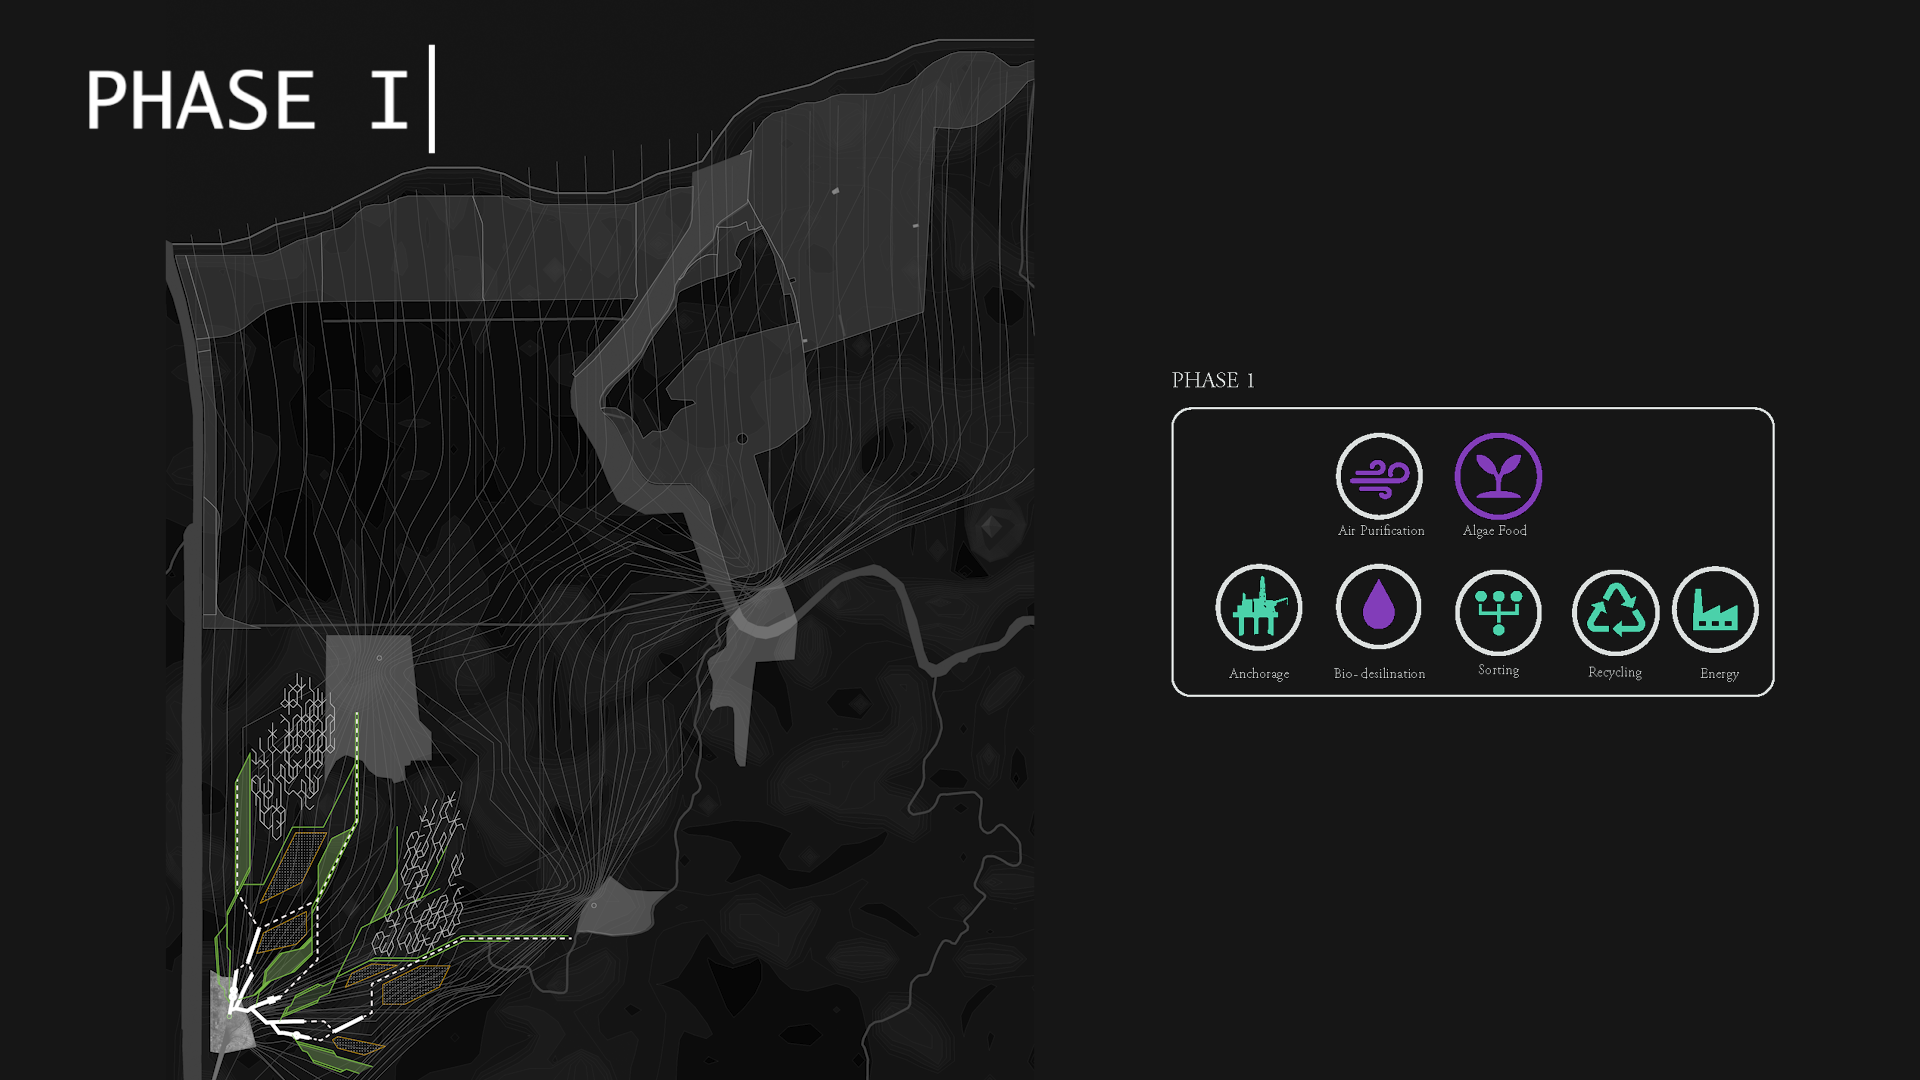 PHASE I
PHASE 1
Air Purification
Algae Food
Anchorage
Bio-desilination
Sorting
Recycling
Energy